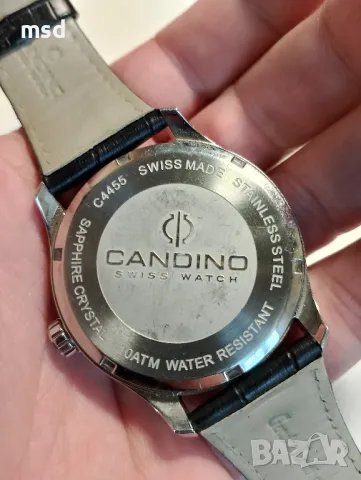 msd
C4455 SWISS MADE STAINLESS STEEL
SAPPHIRE CRYSTAL
0ATM WATER RESISTANT
CANDINO
SWISS WATCH
BAZAR